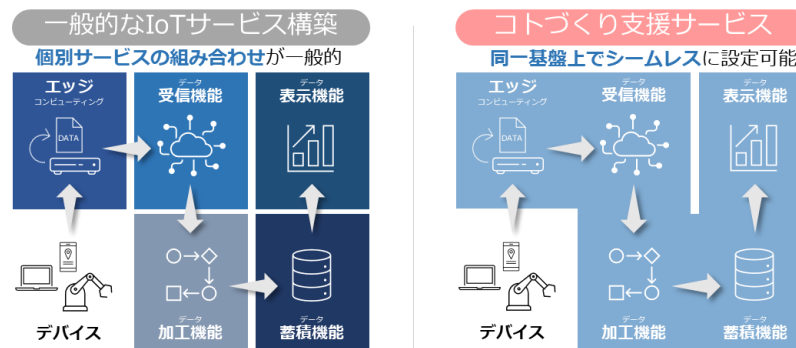 一般的なIoTサービス構築
個別サービスの組み合わせが一般的
エッジ
コンピューティング
DATA
データ
受信機能
データ
表示機能
デバイス
データ
加工機能
データ
蓄積機能
コトづくり支援サービス
同一基盤上でシームレスに設定可能
エッジ
コンピューティング
DATA
データ
受信機能
データ
表示機能
デバイス
データ
加工機能
データ
蓄積機能